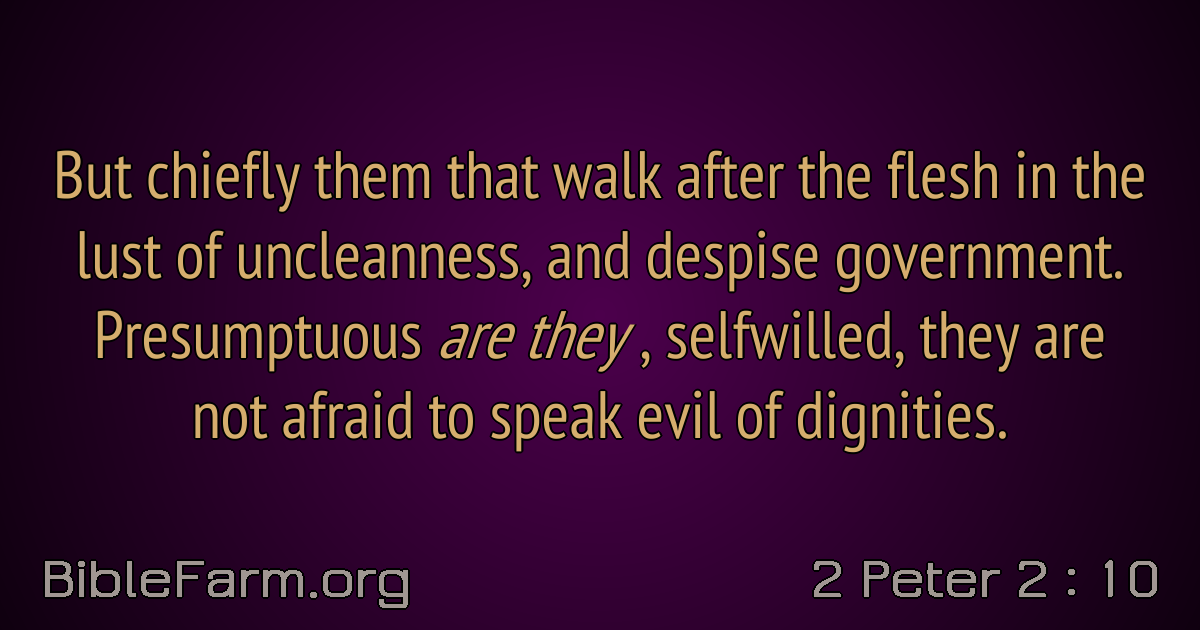 But chiefly them that walk after the flesh in the
lust of uncleanness, and despise government.
Presumptuous are they , selfwilled, they are
not afraid to speak evil of dignities.
BibleFarm.org
2 Peter 2 : 10